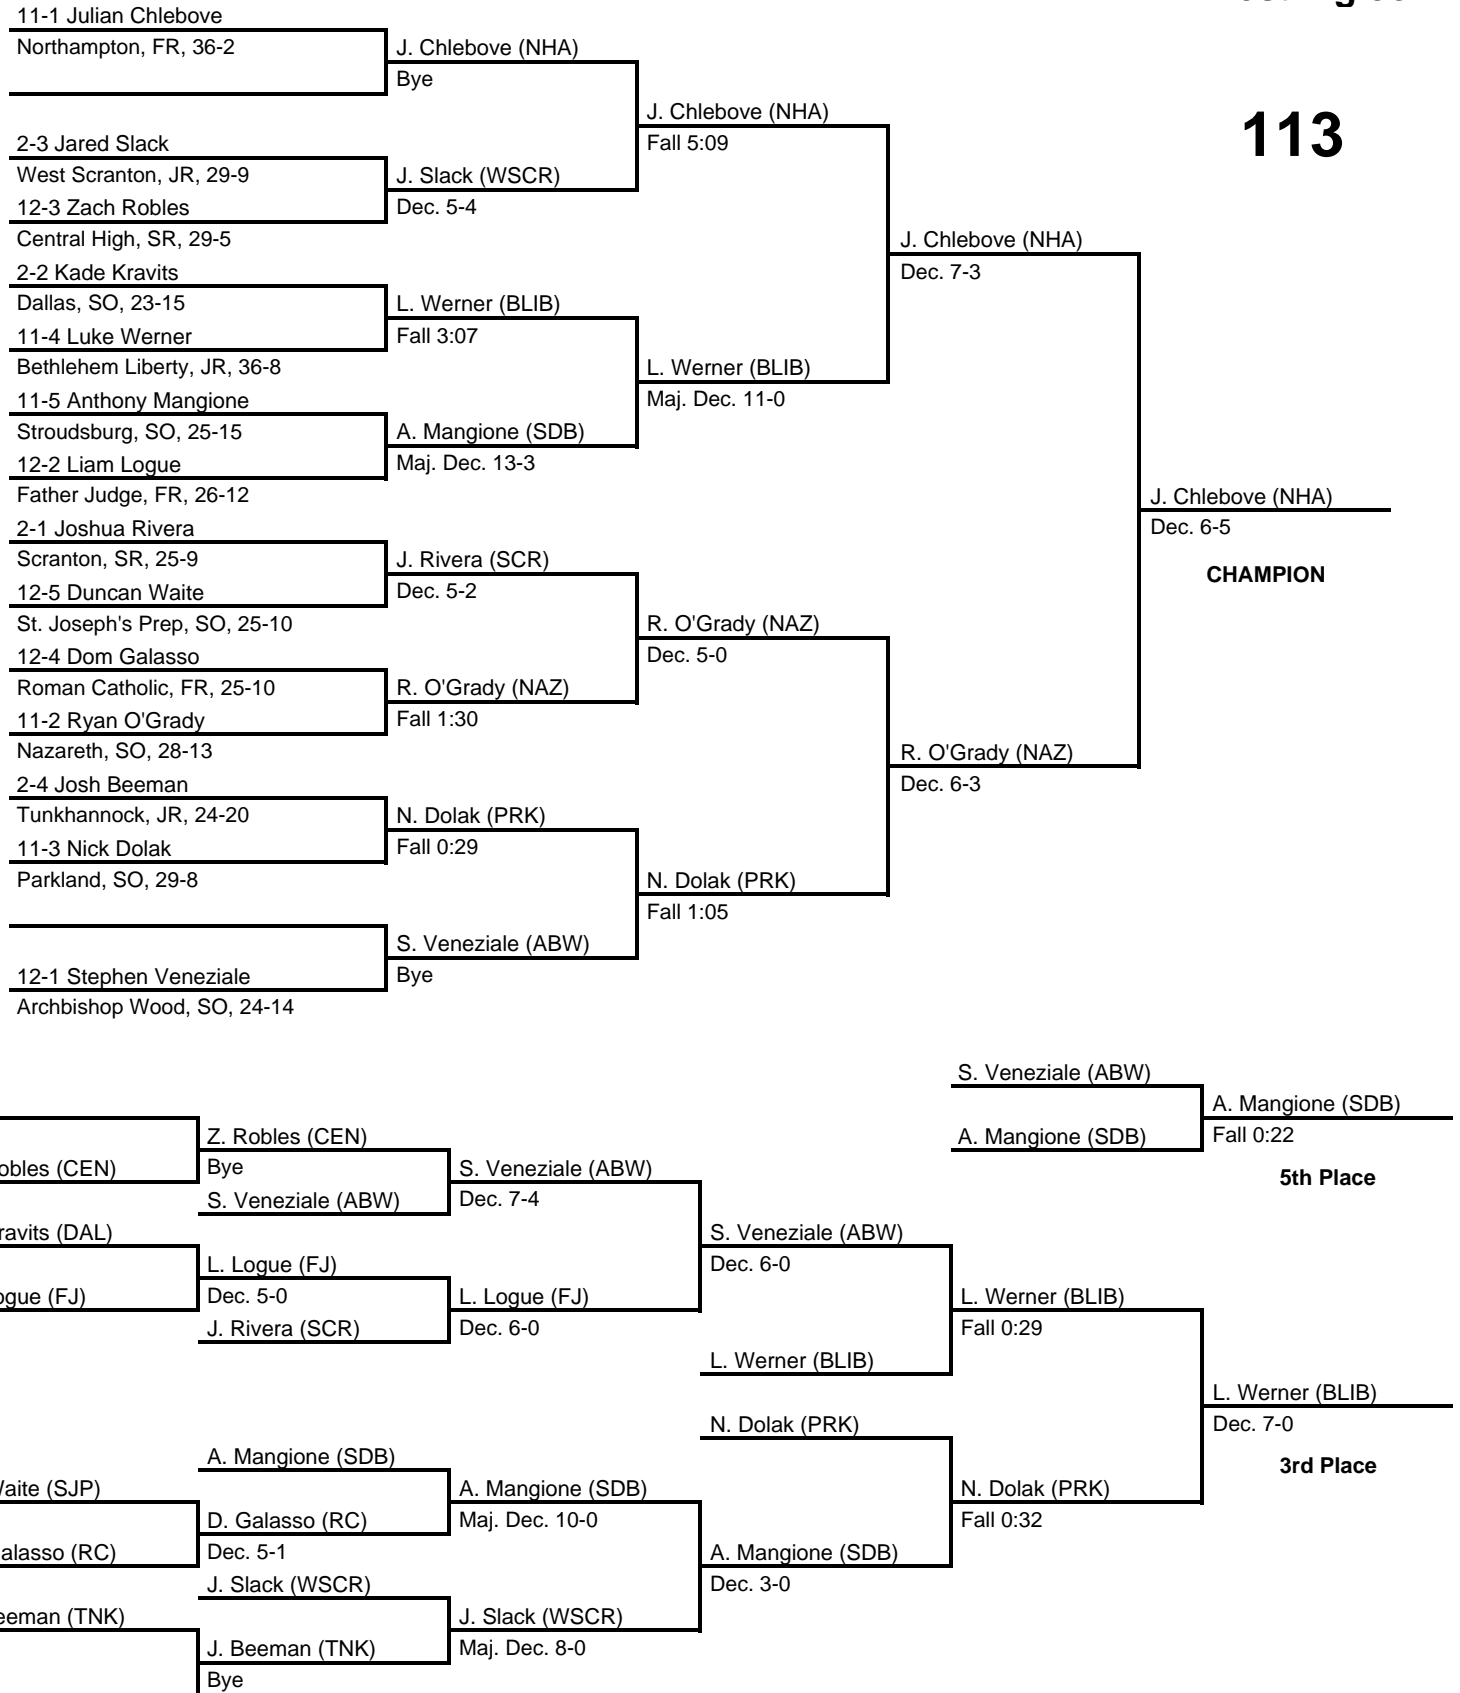 113
11-1 Julian Chlebove
Northampton, FR, 36-2
J. Chlebove (NHA)
Bye
J. Chlebove (NHA)
Fall 5:09
2-3 Jared Slack
West Scranton, JR, 29-9
J. Slack (WSCR)
Dec. 5-4
12-3 Zach Robles
Central High, SR, 29-5
J. Chlebove (NHA)
Dec. 7-3
2-2 Kade Kravits
Dallas, SO, 23-15
L. Werner (BLIB)
Fall 3:07
11-4 Luke Werner
Bethlehem Liberty, JR, 36-8
L. Werner (BLIB)
Maj. Dec. 11-0
11-5 Anthony Mangione
Stroudsburg, SO, 25-15
A. Mangione (SDB)
Maj. Dec. 13-3
12-2 Liam Logue
Father Judge, FR, 26-12
J. Chlebove (NHA)
Dec. 6-5
CHAMPION
2-1 Joshua Rivera
Scranton, SR, 25-9
J. Rivera (SCR)
Dec. 5-2
12-5 Duncan Waite
St. Joseph's Prep, SO, 25-10
R. O'Grady (NAZ)
Dec. 5-0
12-4 Dom Galasso
Roman Catholic, FR, 25-10
R. O'Grady (NAZ)
Fall 1:30
11-2 Ryan O'Grady
Nazareth, SO, 28-13
R. O'Grady (NAZ)
Dec. 6-3
2-4 Josh Beeman
Tunkhannock, JR, 24-20
N. Dolak (PRK)
Fall 0:29
11-3 Nick Dolak
Parkland, SO, 29-8
N. Dolak (PRK)
Fall 1:05
S. Veneziale (ABW)
Bye
12-1 Stephen Veneziale
Archbishop Wood, SO, 24-14
S. Veneziale (ABW)
A. Mangione (SDB)
A. Mangione (SDB)
Fall 0:22
5th Place
Z. Robles (CEN)
obles (CEN)
Bye
S. Veneziale (ABW)
S. Veneziale (ABW)
Dec. 7-4
ravits (DAL)
S. Veneziale (ABW)
Dec. 6-0
L. Logue (FJ)
ogue (FJ)
Dec. 5-0
L. Logue (FJ)
J. Rivera (SCR)
Dec. 6-0
L. Werner (BLIB)
Fall 0:29
L. Werner (BLIB)
L. Werner (BLIB)
Dec. 7-0
3rd Place
N. Dolak (PRK)
A. Mangione (SDB)
aite (SJP)
A. Mangione (SDB)
Maj. Dec. 10-0
N. Dolak (PRK)
Fall 0:32
D. Galasso (RC)
alasso (RC)
Dec. 5-1
A. Mangione (SDB)
Dec. 3-0
J. Slack (WSCR)
eeman (TNK)
J. Slack (WSCR)
Maj. Dec. 8-0
J. Beeman (TNK)
Bye